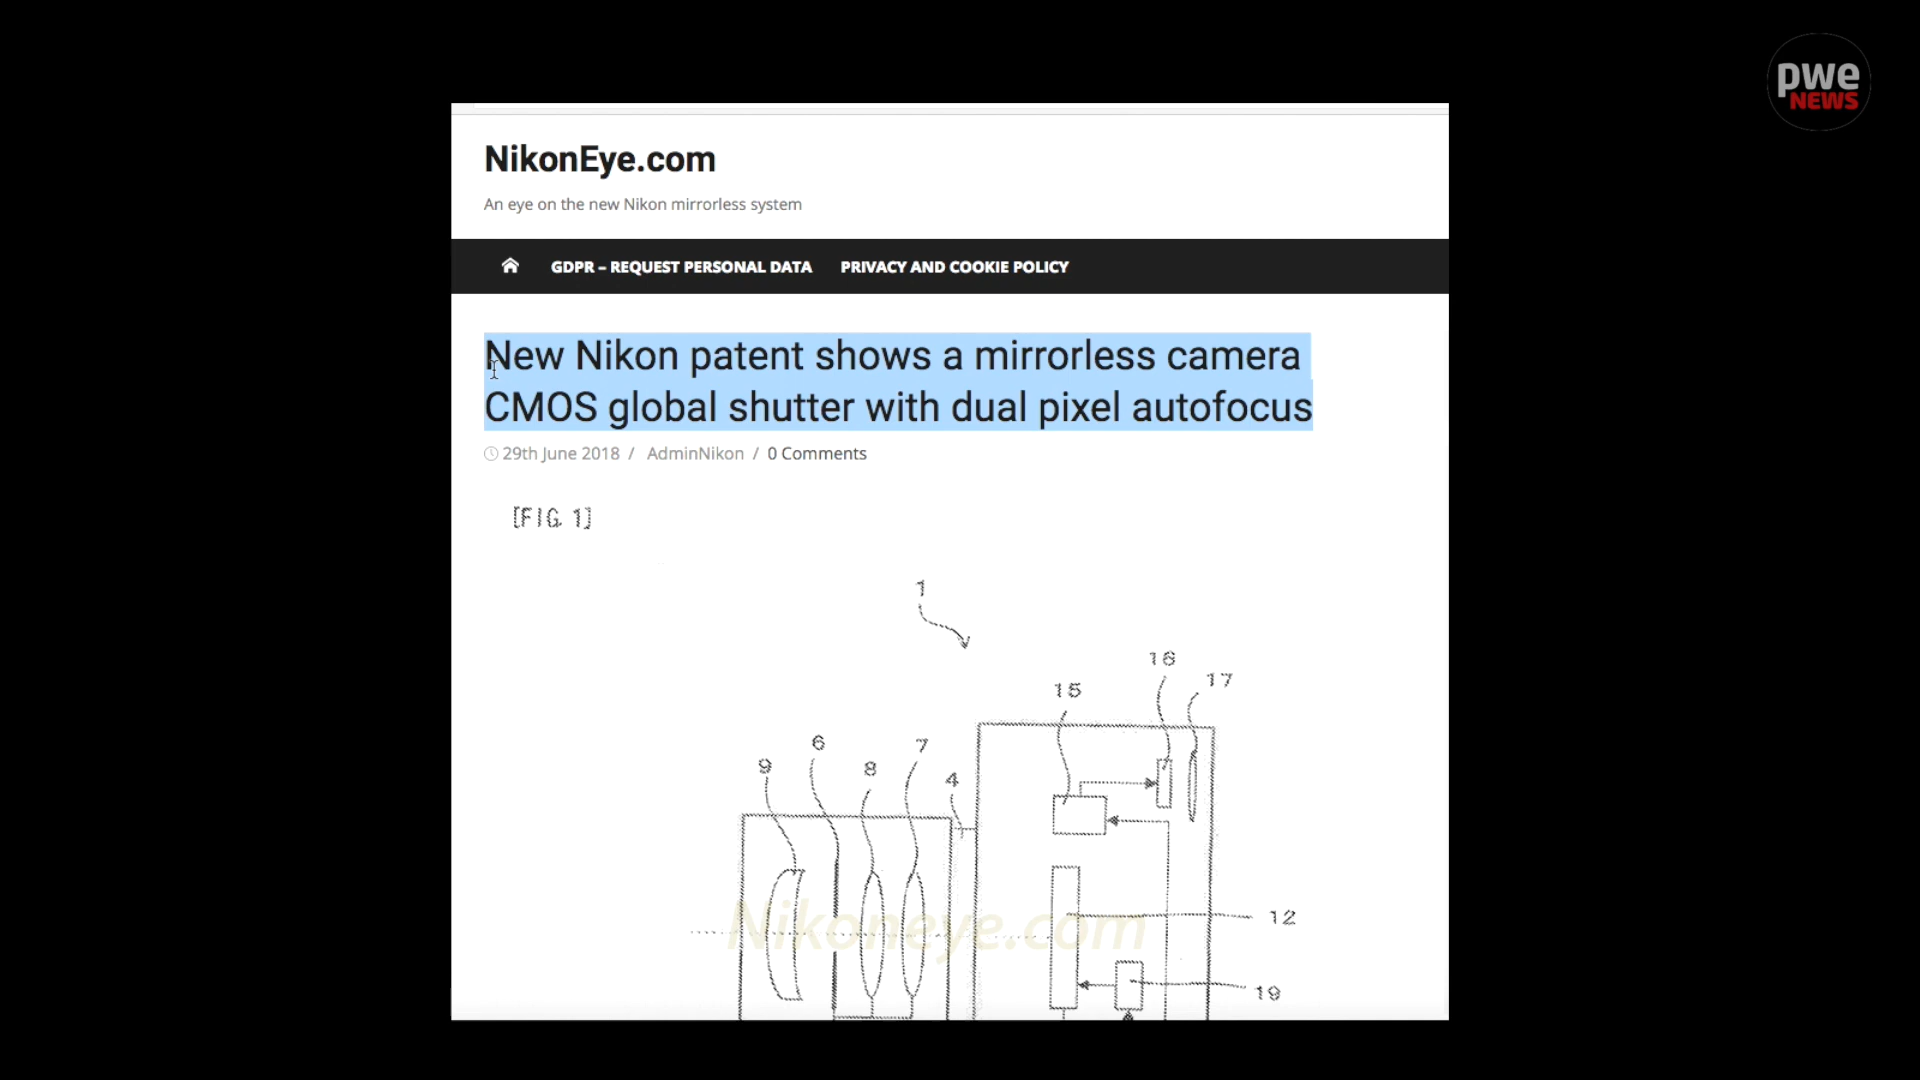 pwe
NEWS
NikonEye.com
An eye on the new Nikon mirrorless system
GDPR – REQUEST PERSONAL DATA PRIVACY AND COOKIE POLICY
New Nikon patent shows a mirrorless camera
CMOS global shutter with dual pixel autofocus
29th June 2018 / AdminNikon / 0 Comments
[FIG. 1]
1
16
17
15
6
7
9
8
4
12
Nikoneye.com
19